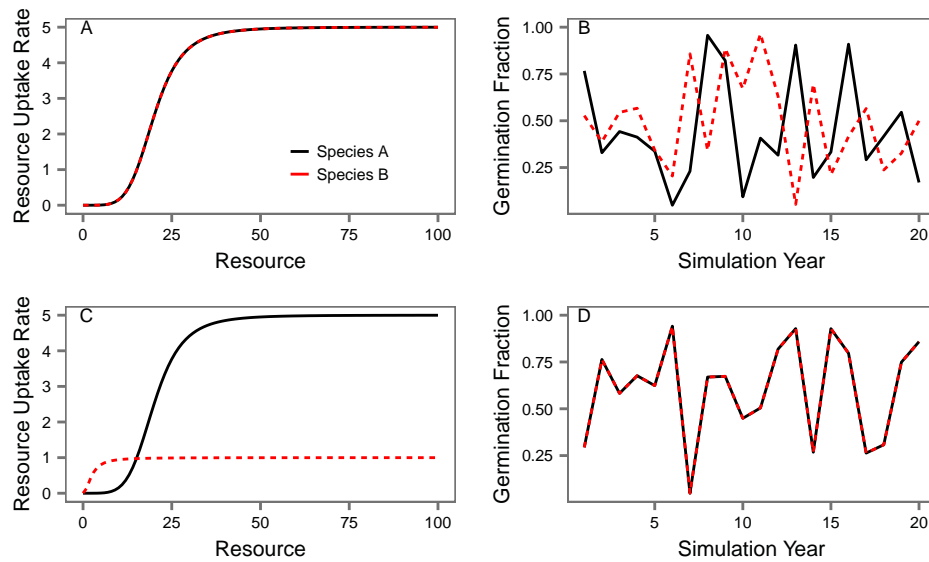 A
Resource Uptake Rate
5
4
3
2
1
0
Species A
Species B
0
25
50
75
100
Resource
B
Germination Fraction
1.00
0.75
0.50
0.25
5
10
15
20
Simulation Year
C
Resource Uptake Rate
5
4
3
2
1
0
0
25
50
75
100
Resource
D
Germination Fraction
1.00
0.75
0.50
0.25
5
10
15
20
Simulation Year